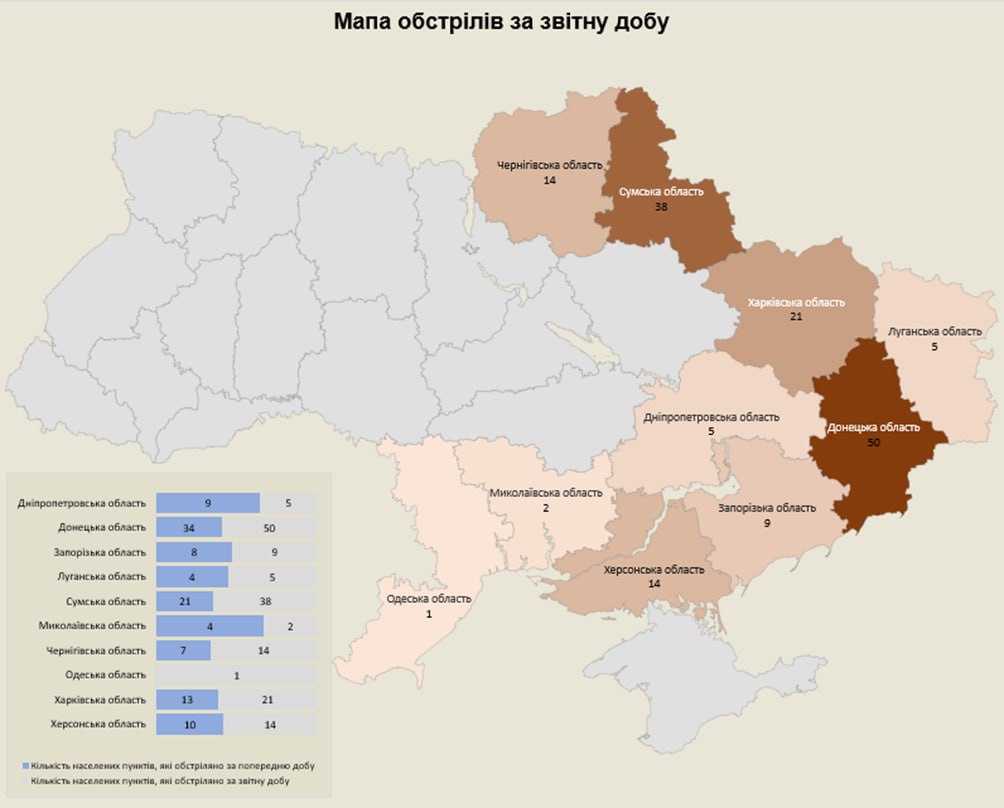 Мапа обстрілів за звітну добу
Чернігівська область
14
Сумська область
38
Харківська область
21
Луганська область
5
Дніпропетровська область
5
Донецька область
50
Миколаївська область
2
Запорізька область
9
Херсонська область
14
Одеська область
1
Дніпропетровська область 9 5
Донецька область 34 50
Запорізька область 8 9
Луганська область 4 5
Сумська область 21 38
Миколаївська область 4 2
Чернігівська область 7 14
Одеська область 1
Харківська область 13 21
Херсонська область 10 14
Кількість населених пунктів, які обстріляно за попередню добу
Кількість населених пунктів, які обстріляно за звітну добу